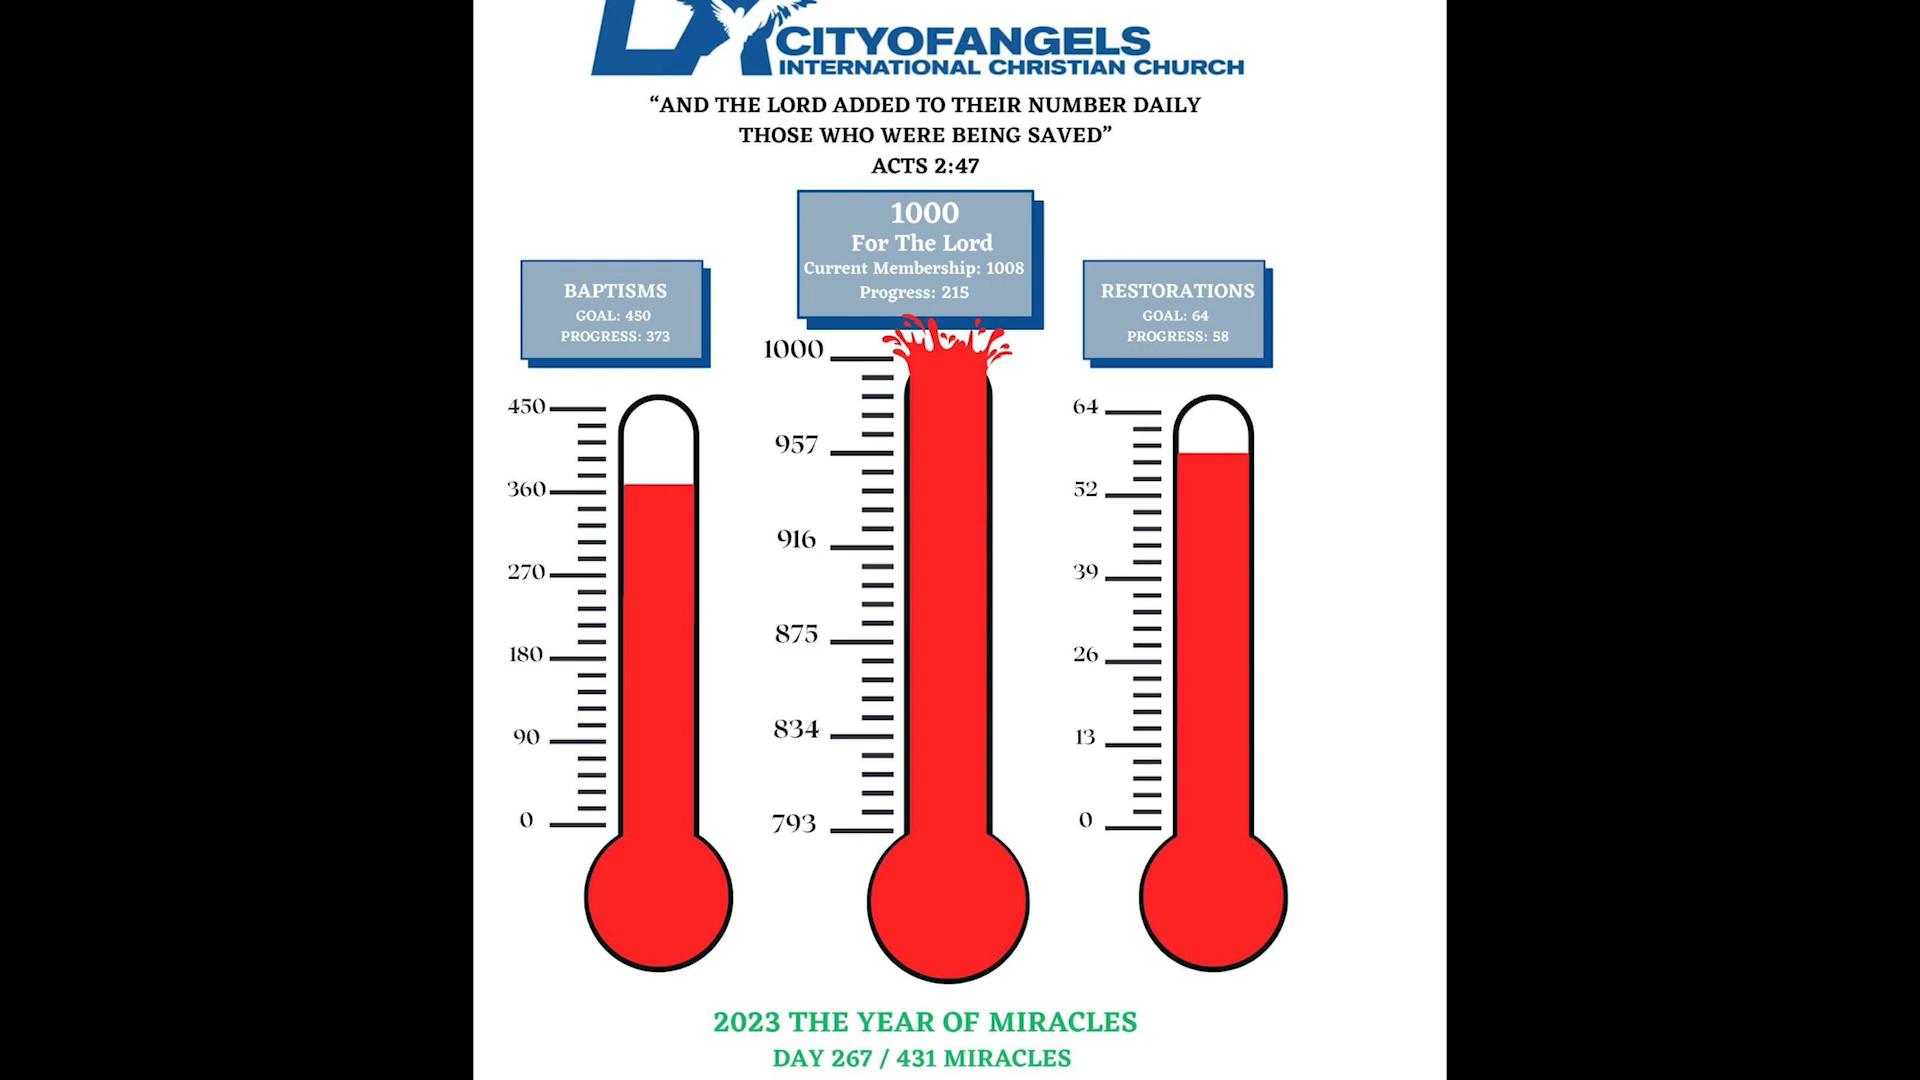 CITYOFANGELS
INTERNATIONAL CHRISTIAN CHURCH
“AND THE LORD ADDED TO THEIR NUMBER DAILY
THOSE WHO WERE BEING SAVED”
ACTS 2:47
1000
For The Lord
Current Membership: 1008
Progress: 215
BAPTISMS
GOAL: 450
PROGRESS: 373
RESTORATIONS
GOAL: 64
PROGRESS: 58
450
360
270
180
90
0
1000
957
916
875
834
793
64
52
39
26
13
0
2023 THE YEAR OF MIRACLES
DAY 267 / 431 MIRACLES